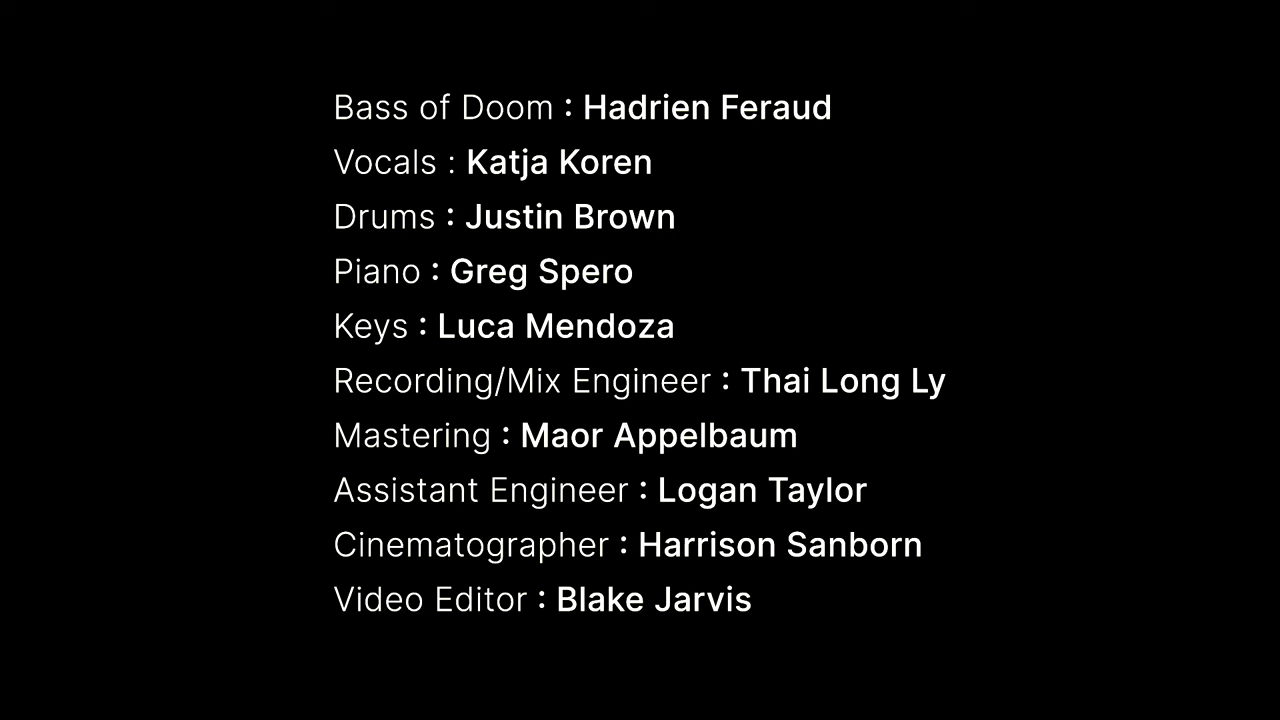 Bass of Doom : Hadrien Feraud
Vocals : Katja Koren
Drums : Justin Brown
Piano : Greg Spero
Keys : Luca Mendoza
Recording/Mix Engineer : Thai Long Ly
Mastering : Maor Appelbaum
Assistant Engineer : Logan Taylor
Cinematographer : Harrison Sanborn
Video Editor : Blake Jarvis